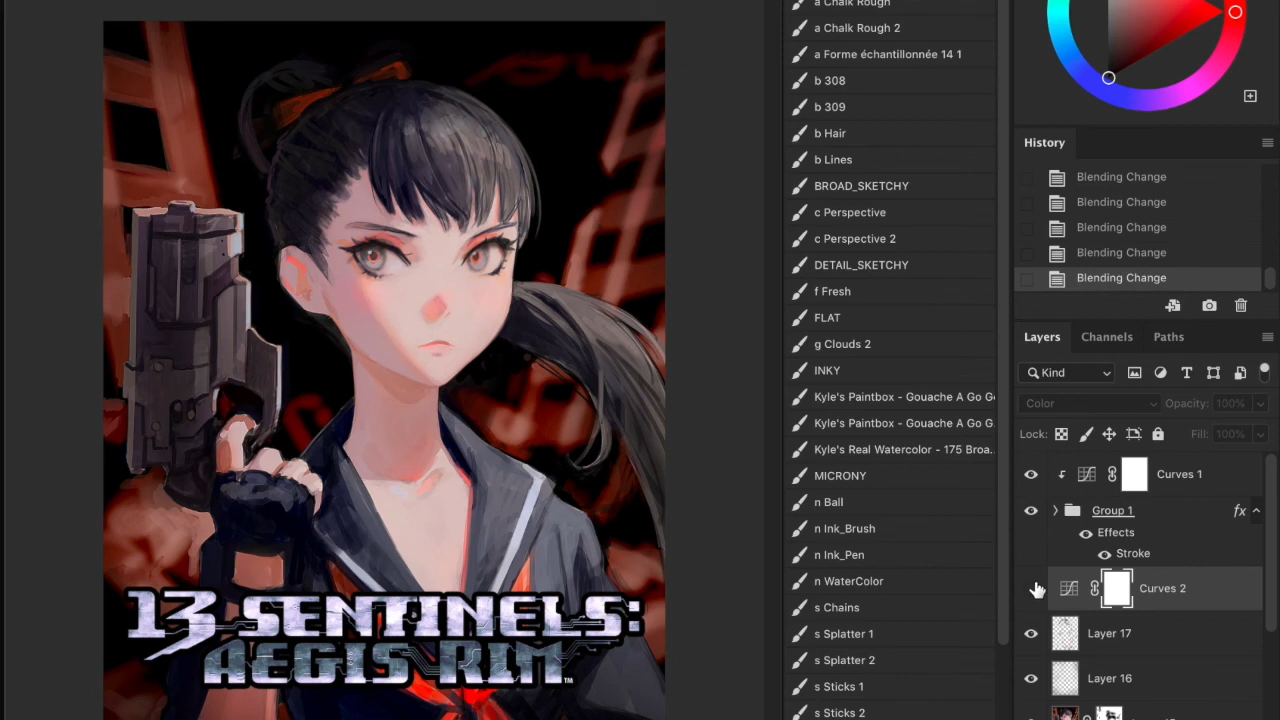 13 SENTINELS:
AEGIS RIM™
a Chalk Rough
a Chalk Rough 2
a Forme échantillonnée 14 1
b 308
b 309
b Hair
b Lines
BROAD_SKETCHY
c Perspective
c Perspective 2
DETAIL_SKETCHY
f Fresh
FLAT
g Clouds 2
INKY
Kyle's Paintbox - Gouache A Go G
Kyle's Paintbox - Gouache A Go G.
Kyle's Real Watercolor - 175 Broa...
MICRONY
n Ball
n Ink_Brush
n Ink_Pen
n WaterColor
s Chains
s Splatter 1
s Splatter 2
s Sticks 1
s Sticks 2
History
Blending Change
Blending Change
Blending Change
Blending Change
Blending Change
Layers Channels Paths
Kind
Color Opacity: 100%
Lock: Fill: 100%
Curves 1
Group 1 fx
Effects
Stroke
Curves 2
Layer 17
Layer 16